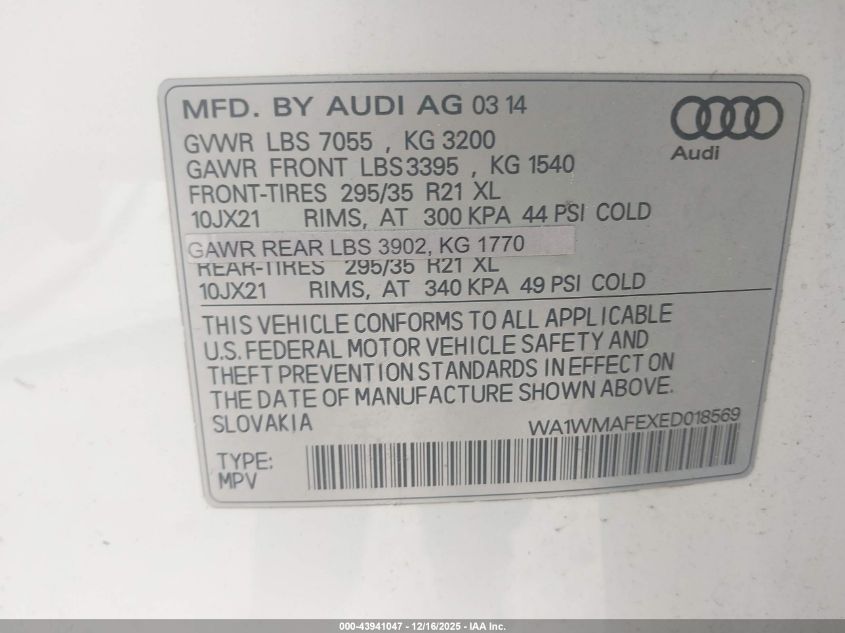 MFD. BY AUDI AG 03 14
Audi
GVWR LBS 7055 , KG 3200
GAWR FRONT LBS3395 , KG 1540
FRONT-TIRES 295/35 R21 XL
10JX21 RIMS, AT 300 KPA 44 PSI COLD
GAWR REAR LBS 3902, KG 1770
REAR-TIRES 295/35 R21 XL
10JX21 RIMS, AT 340 KPA 49 PSI COLD
THIS VEHICLE CONFORMS TO ALL APPLICABLE
U.S. FEDERAL MOTOR VEHICLE SAFETY AND
THEFT PREVENTION STANDARDS IN EFFECT ON
THE DATE OF MANUFACTURE SHOWN ABOVE.
SLOVAKIA
WA1WMAFEXED018569
TYPE:
MPV
000-43941047 - 12/16/2025 - IAA Inc.